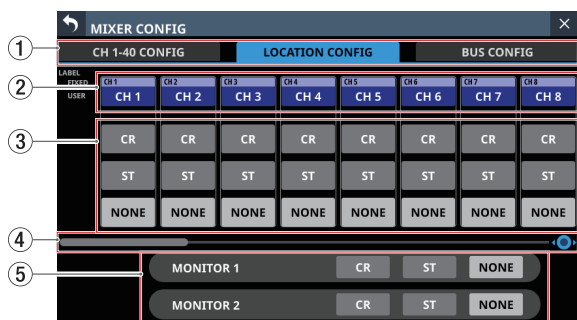 MIXER CONFIG
① CH 1-40 CONFIG LOCATION CONFIG BUS CONFIG
LABEL
FIXED CH 1 CH 2 CH 3 CH 4 CH 5 CH 6 CH 7 CH 8
② USER CH 1 CH 2 CH 3 CH 4 CH 5 CH 6 CH 7 CH 8
③ CR CR CR CR CR CR CR CR
ST ST ST ST ST ST ST ST
NONE NONE NONE NONE NONE NONE NONE NONE
④
⑤ MONITOR 1 CR ST NONE
MONITOR 2 CR ST NONE